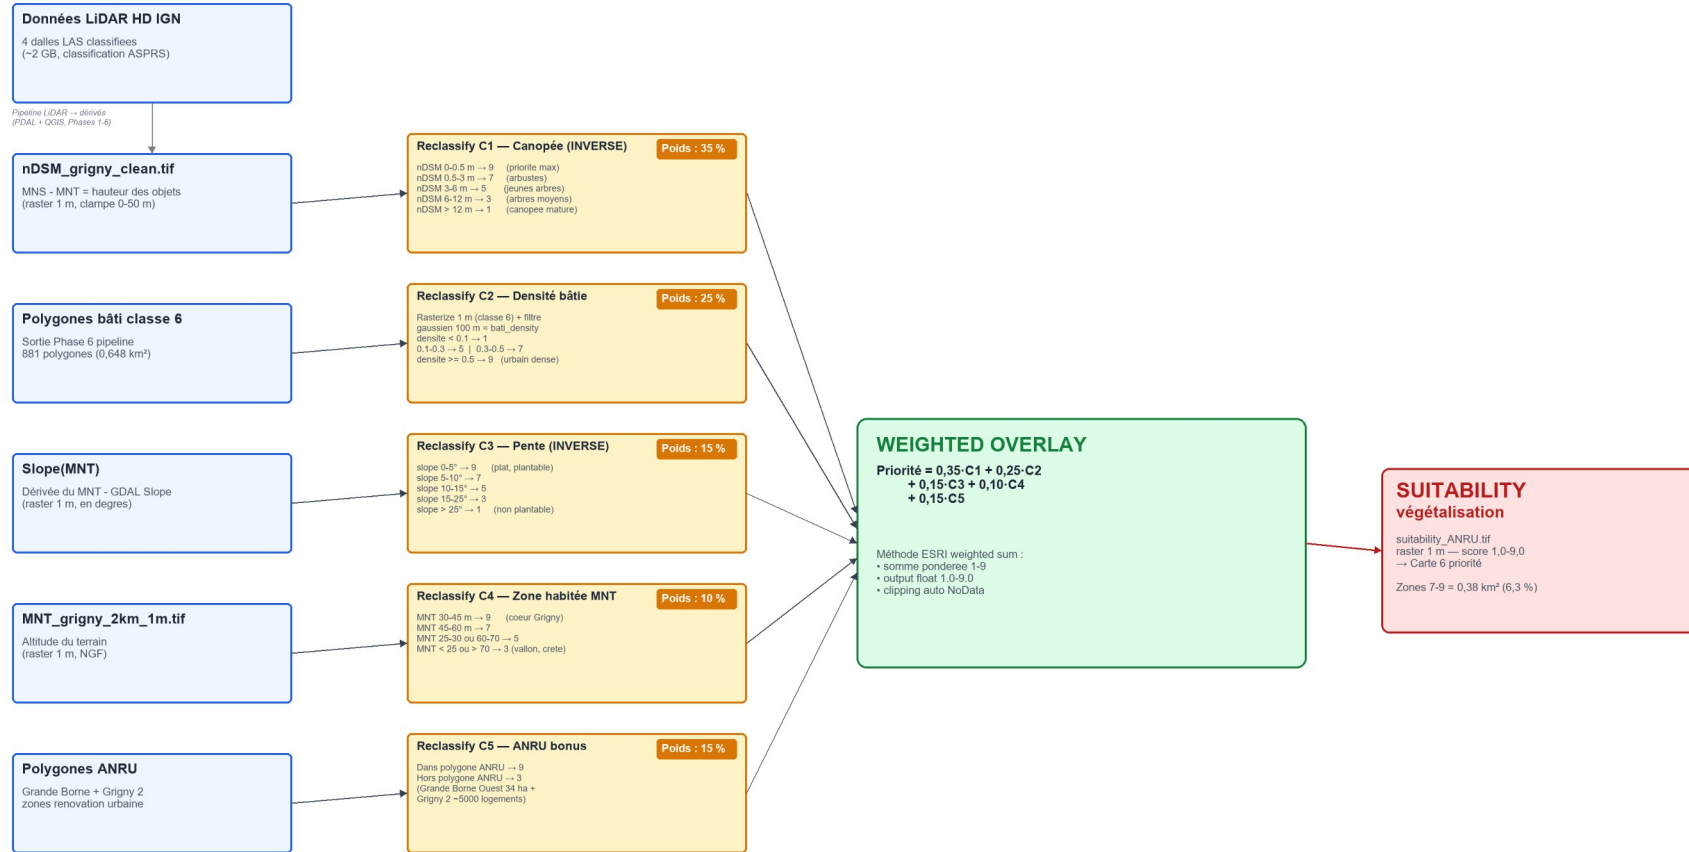 Données LiDAR HD IGN
4 dalles LAS classifiees
(~2 GB, classification ASPRS)
Pipeline LiDAR → dérivés
(PDAL + QGIS, Phases 1-6)
nDSM_grigny_clean.tif
MNS - MNT = hauteur des objets
(raster 1 m, clampe 0-50 m)
Polygones bâti classe 6
Sortie Phase 6 pipeline
881 polygones (0,648 km²)
Slope(MNT)
Dérivée du MNT - GDAL Slope
(raster 1 m, en degres)
MNT_grigny_2km_1m.tif
Altitude du terrain
(raster 1 m, NGF)
Polygones ANRU
Grande Borne + Grigny 2
zones renovation urbaine
Reclassify C1 — Canopée (INVERSE)
Poids : 35 %
nDSM 0-0.5 m → 9 (priorite max)
nDSM 0.5-3 m → 7 (arbustes)
nDSM 3-6 m → 5 (jeunes arbres)
nDSM 6-12 m → 3 (arbres moyens)
nDSM > 12 m → 1 (canopee mature)
Reclassify C2 — Densité bâtie
Poids : 25 %
Rasterize 1 m (classe 6) + filtre
gaussien 100 m = bati_density
densite < 0.1 → 1
0.1-0.3 → 5 | 0.3-0.5 → 7
densite >= 0.5 → 9 (urbain dense)
Reclassify C3 — Pente (INVERSE)
Poids : 15 %
slope 0-5° → 9 (plat, plantable)
slope 5-10° → 7
slope 10-15° → 5
slope 15-25° → 3
slope > 25° → 1 (non plantable)
Reclassify C4 — Zone habitée MNT
Poids : 10 %
MNT 30-45 m → 9 (coeur Grigny)
MNT 45-60 m → 7
MNT 25-30 ou 60-70 → 5
MNT < 25 ou > 70 → 3 (vallon, crete)
Reclassify C5 — ANRU bonus
Poids : 15 %
Dans polygone ANRU → 9
Hors polygone ANRU → 3
(Grande Borne Ouest 34 ha +
Grigny 2 ~5000 logements)
WEIGHTED OVERLAY
Priorité = 0,35·C1 + 0,25·C2
+ 0,15·C3 + 0,10·C4
+ 0,15·C5
Méthode ESRI weighted sum :
• somme ponderee 1-9
• output float 1.0-9.0
• clipping auto NoData
SUITABILITY
végétalisation
suitability_ANRU.tif
raster 1 m — score 1,0-9,0
→ Carte 6 priorité
Zones 7-9 = 0,38 km² (6,3 %)